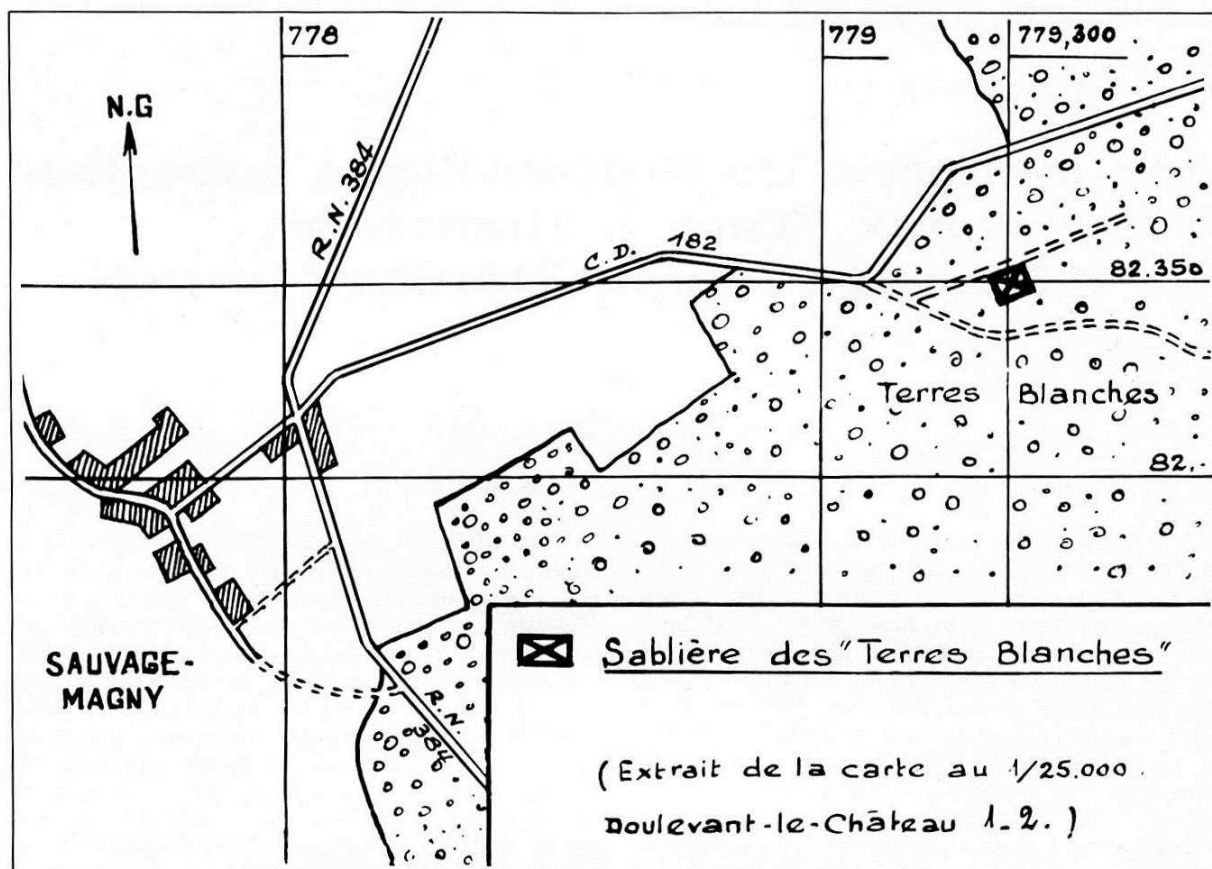 778
779
779,300
N.G
R.N. 384
C.D. 182
82.350
Terres Blanches
82.
SAUVAGE-
MAGNY
R.N. 384
Sablière des "Terres Blanches"
(Extrait de la carte au 1/25.000
Doulevant-le-Château 1-2.)